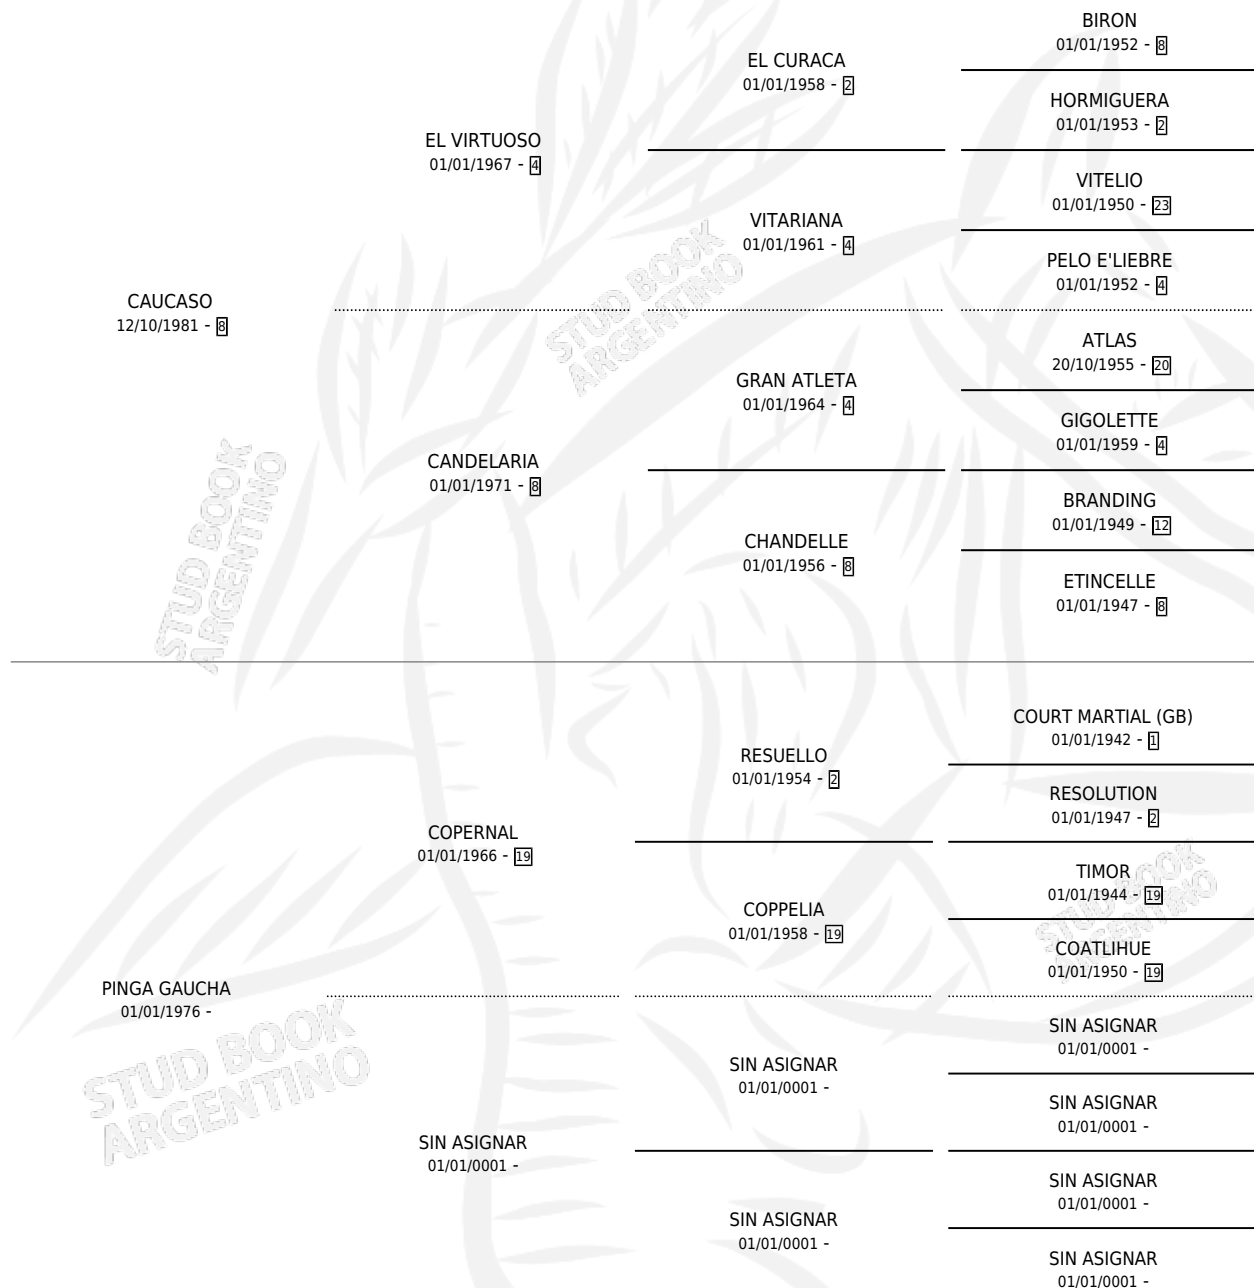 BIRON
01/01/1952 - 8
EL CURACA
01/01/1958 - 2
HORMIGUERA
01/01/1953 - 2
EL VIRTUOSO
01/01/1967 - 4
VITELIO
01/01/1950 - 23
VITARIANA
01/01/1961 - 4
PELO E'LIEBRE
01/01/1952 - 4
CAUCASO
12/10/1981 - 8
STUD BOOK
ARGENTINO
ATLAS
20/10/1955 - 20
GRAN ATLETA
01/01/1964 - 4
GIGOLETTE
01/01/1959 - 4
CANDELARIA
01/01/1971 - 8
BRANDING
01/01/1949 - 12
CHANDELLE
01/01/1956 - 8
ETINCELLE
01/01/1947 - 8
STUD BOOK
ARGENTINO
COURT MARTIAL (GB)
01/01/1942 - 1
RESUELLO
01/01/1954 - 2
RESOLUTION
01/01/1947 - 2
COPERNAL
01/01/1966 - 19
TIMOR
01/01/1944 - 19
COPPELIA
01/01/1958 - 19
COATLIHUE
01/01/1950 - 19
STUD BOOK
ARGENTINO
PINGA GAUCHA
01/01/1976 -
SIN ASIGNAR
01/01/0001 -
SIN ASIGNAR
01/01/0001 -
SIN ASIGNAR
01/01/0001 -
STUD BOOK
ARGENTINO
SIN ASIGNAR
01/01/0001 -
SIN ASIGNAR
01/01/0001 -
SIN ASIGNAR
01/01/0001 -
SIN ASIGNAR
01/01/0001 -